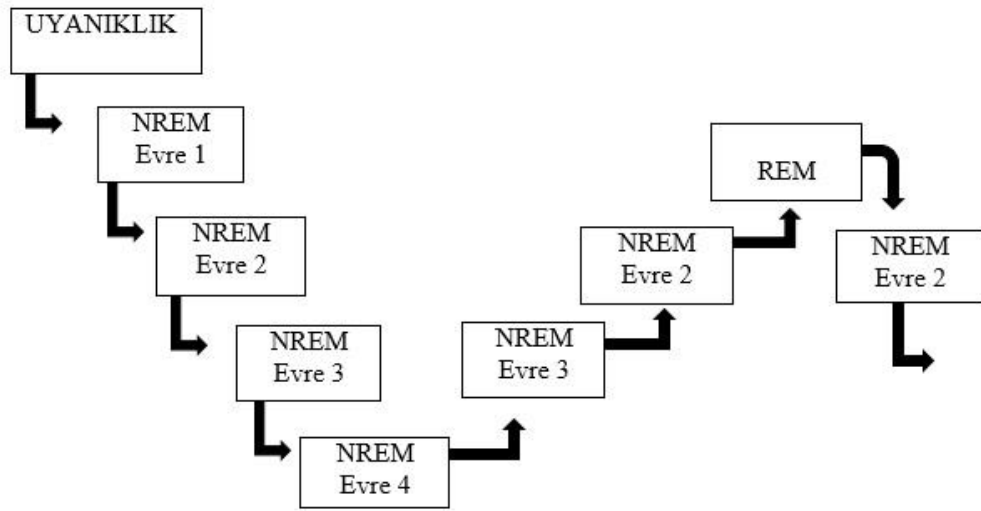 UYANIKLIK
NREM
Evre 1
NREM
Evre 2
NREM
Evre 3
NREM
Evre 4
NREM
Evre 3
NREM
Evre 2
REM
NREM
Evre 2